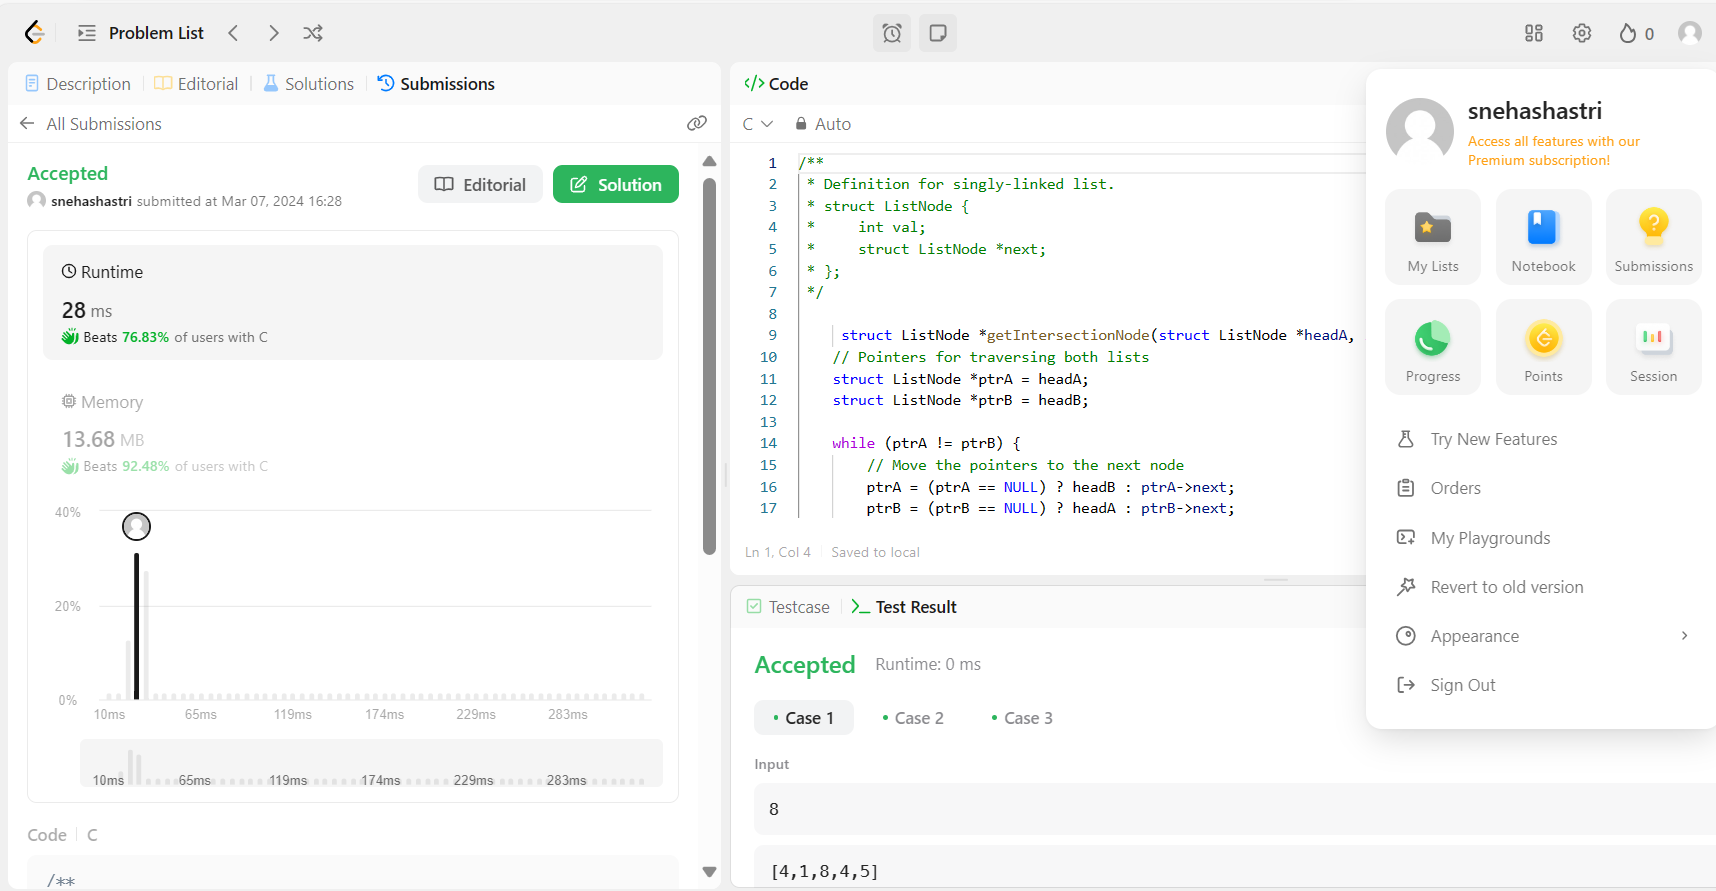 Problem List
0
Description
Editorial
Solutions
Submissions
All Submissions
Accepted
snehashastri submitted at Mar 07, 2024 16:28
Editorial
Solution
Runtime
28 ms
Beats 76.83% of users with C
Memory
13.68 MB
Beats 92.48% of users with C
40%
20%
0%
10ms 65ms 119ms 174ms 229ms 283ms
10ms 65ms 119ms 174ms 229ms 283ms
Code C
/**
</> Code
C Auto
1 /**
2 * Definition for singly-linked list.
3 * struct ListNode {
4 * int val;
5 * struct ListNode *next;
6 * };
7 */
8
9 struct ListNode *getIntersectionNode(struct ListNode *headA,
10 // Pointers for traversing both lists
11 struct ListNode *ptrA = headA;
12 struct ListNode *ptrB = headB;
13
14 while (ptrA != ptrB) {
15 // Move the pointers to the next node
16 ptrA = (ptrA == NULL) ? headB : ptrA->next;
17 ptrB = (ptrB == NULL) ? headA : ptrB->next;
Ln 1, Col 4 Saved to local
Testcase
Test Result
Accepted Runtime: 0 ms
Case 1
Case 2
Case 3
Input
8
[4,1,8,4,5]
snehashastri
Access all features with our
Premium subscription!
My Lists
Notebook
Submissions
Progress
Points
Session
Try New Features
Orders
My Playgrounds
Revert to old version
Appearance
Sign Out